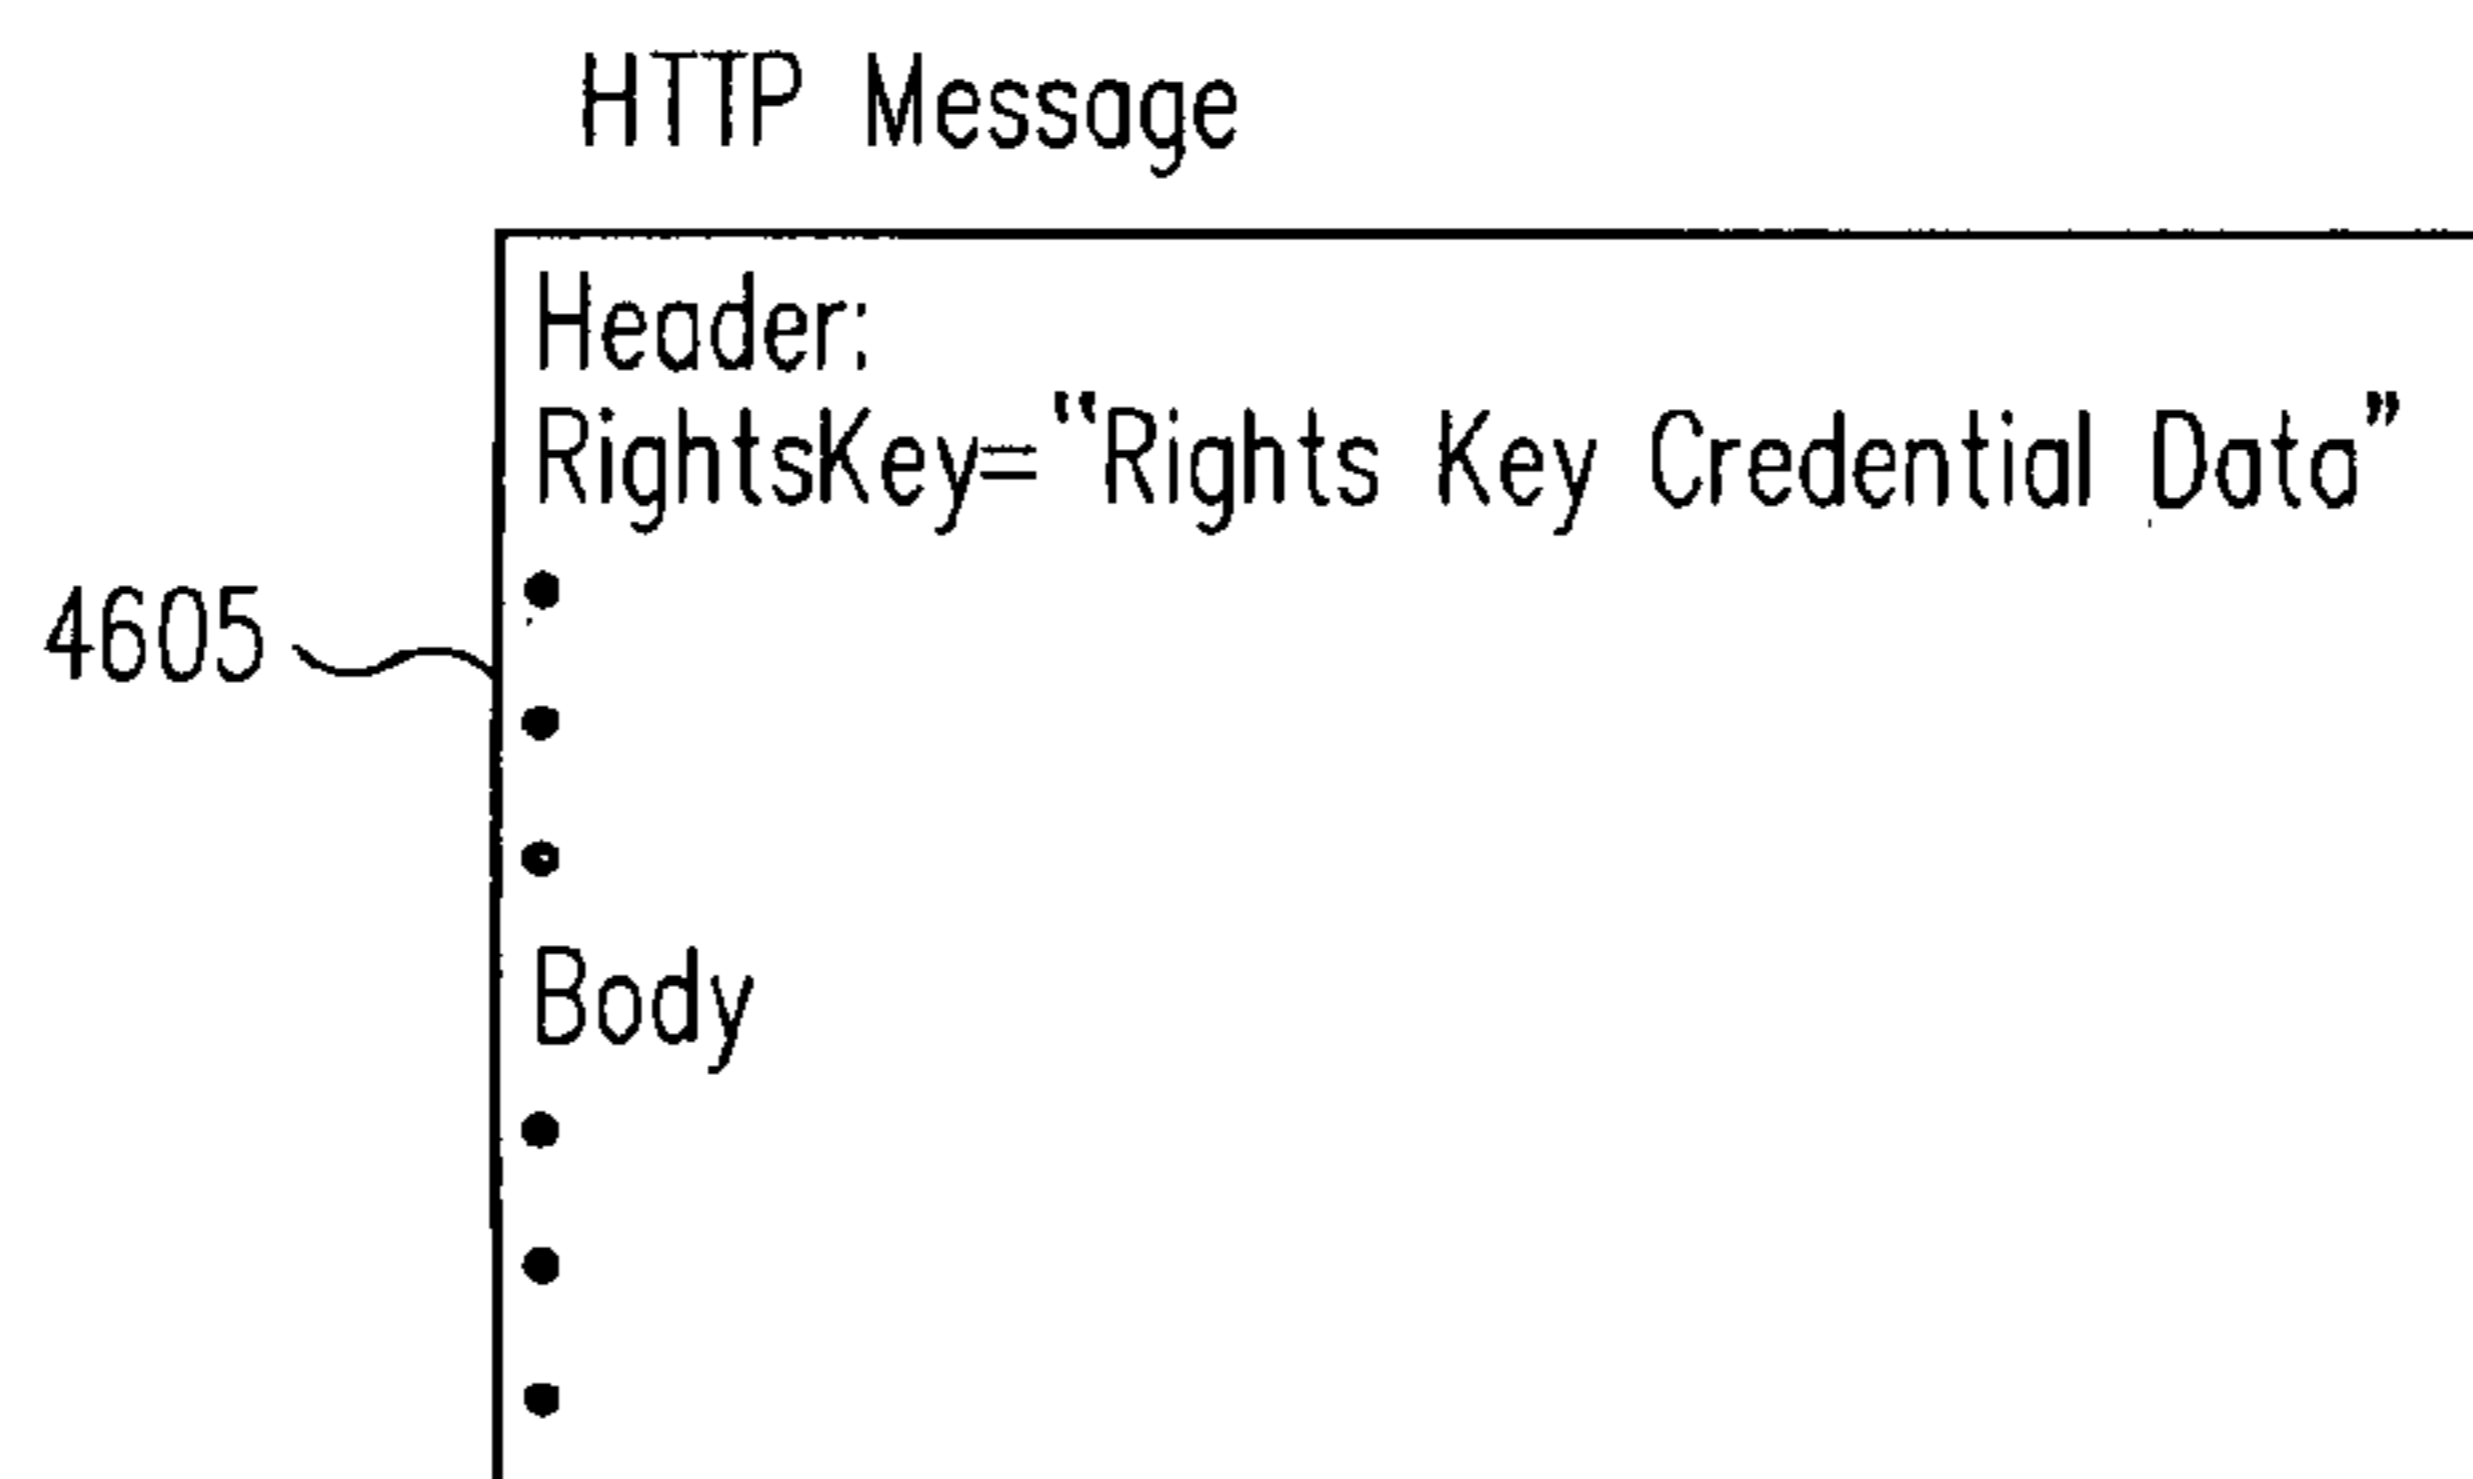 HTTP Message
Header:
RightsKey=“Rights Key Credential Data”
4605
Body